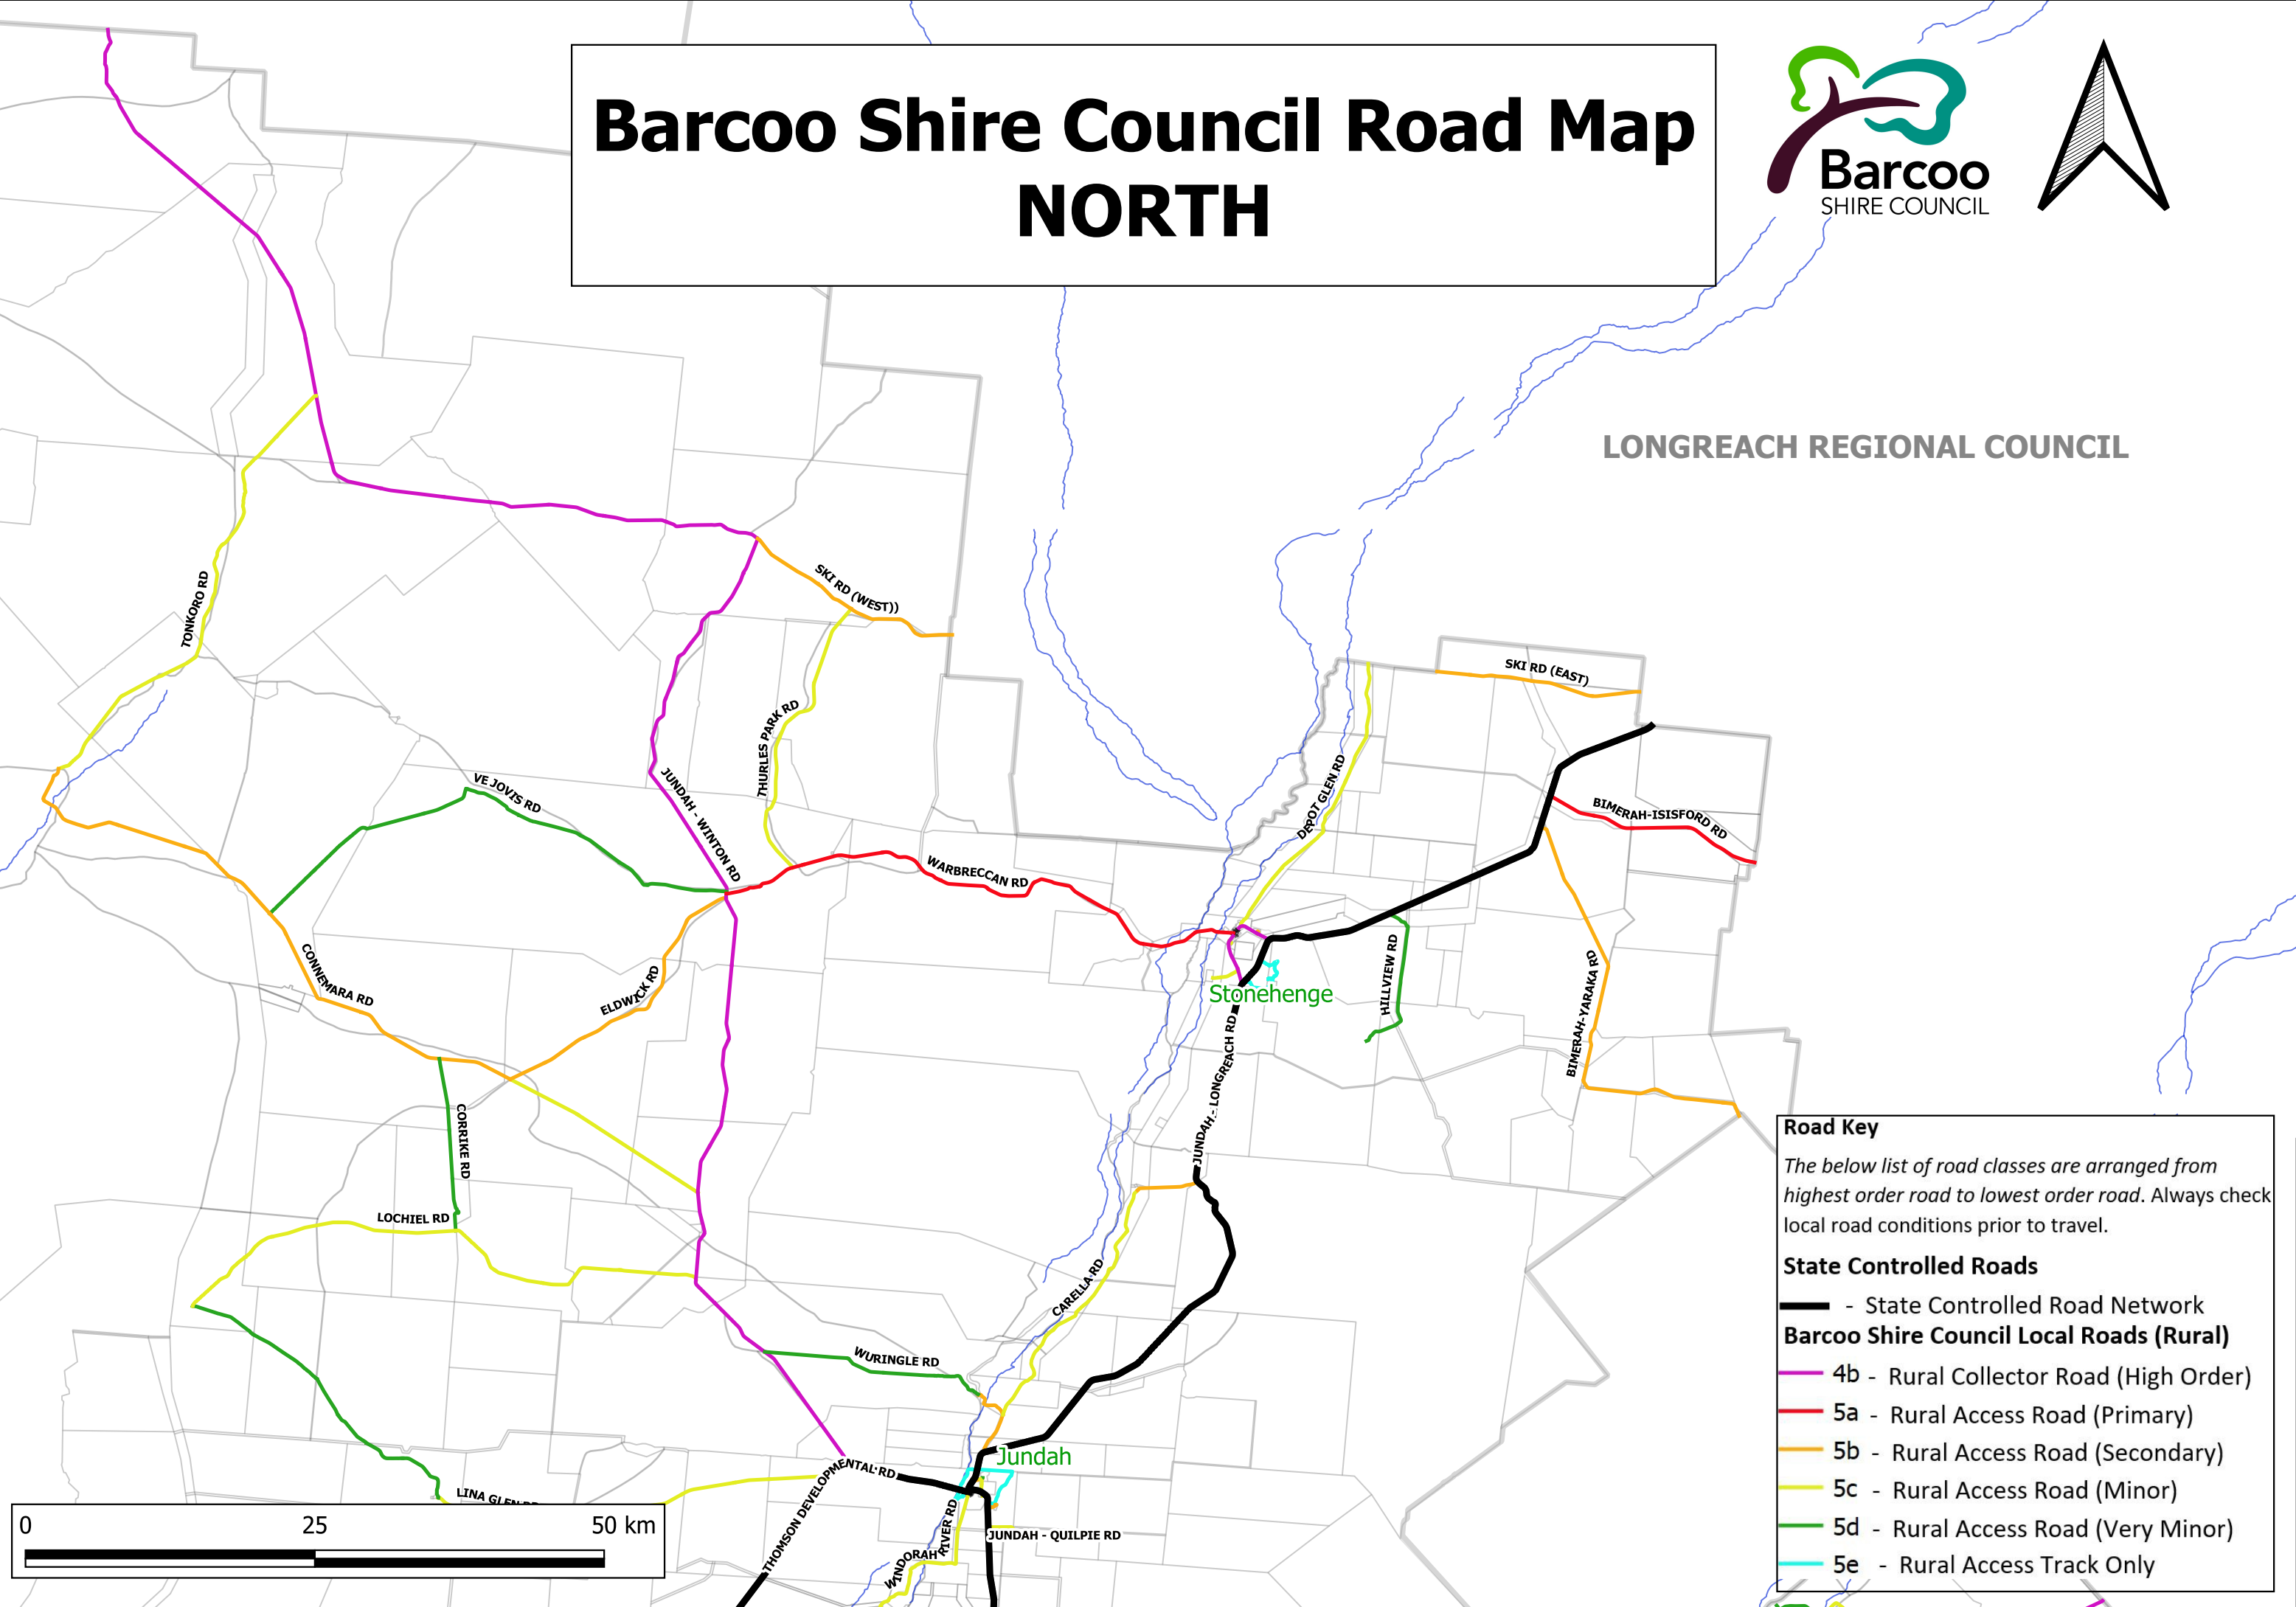 Barcoo Shire Council Road Map
NORTH
Barcoo
SHIRE COUNCIL
LONGREACH REGIONAL COUNCIL
TONKORO RD
SKI RD (WEST))
SKI RD (EAST)
THURLES PARK RD
VE JOVIS RD
JUNDAH - WINTON RD
DEPOT GLEN RD
BIMERAH-ISISFORD RD
WARBRECCAN RD
CONNEMARA RD
ELDWICK RD
HILLVIEW RD
Stonehenge
BIMERAH-YARAKA RD
JUNDAH - LONGREACH RD
CORRIKE RD
LOCHIEL RD
CARELLA RD
WURINGLE RD
Jundah
THOMSON DEVELOPMENTAL RD
LINA GLEN RD
RIVER RD
WINDORAH
JUNDAH - QUILPIE RD
0 25 50 km
Road Key
The below list of road classes are arranged from
highest order road to lowest order road. Always check
local road conditions prior to travel.
State Controlled Roads
- State Controlled Road Network
Barcoo Shire Council Local Roads (Rural)
4b - Rural Collector Road (High Order)
5a - Rural Access Road (Primary)
5b - Rural Access Road (Secondary)
5c - Rural Access Road (Minor)
5d - Rural Access Road (Very Minor)
5e - Rural Access Track Only